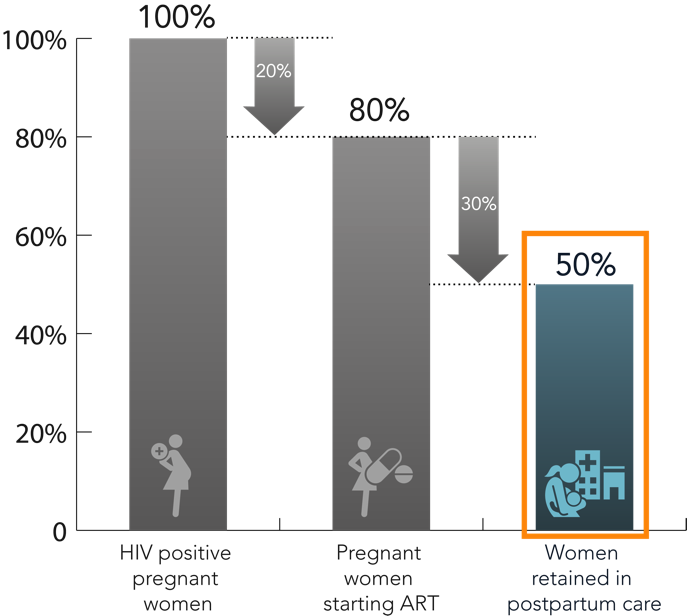 100%
100%
20%
80%
80%
30%
60%
50%
40%
20%
0
HIV positive
pregnant
women
Pregnant
women
starting ART
Women
retained in
postpartum care